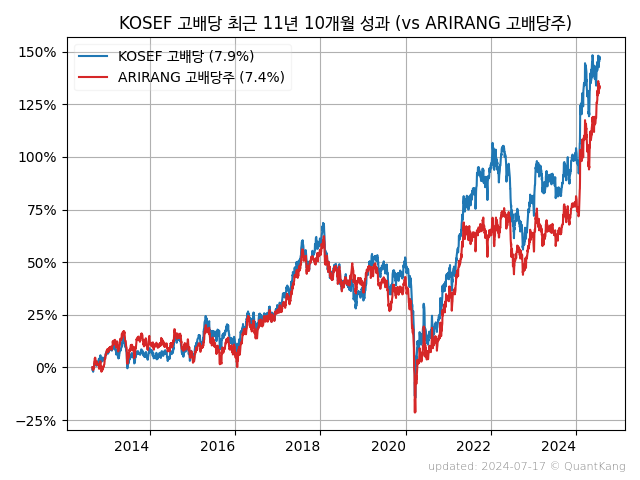 KOSEF 고배당 최근 11년 10개월 성과 (vs ARIRANG 고배당주)
KOSEF 고배당 (7.9%)
ARIRANG 고배당주 (7.4%)
150%
125%
100%
75%
50%
25%
0%
−25%
2014 2016 2018 2020 2022 2024
updated: 2024-07-17 © QuantKang